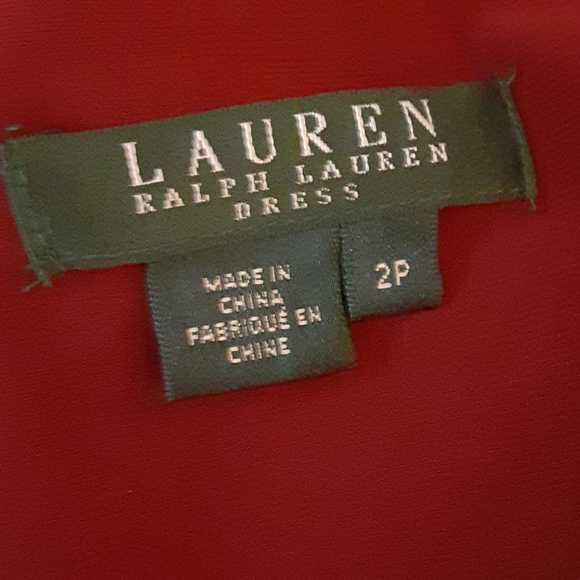 LAUREN
RALPH LAUREN
DRESS
MADE IN
CHINA
FABRIQUÉ EN
CHINE
2P